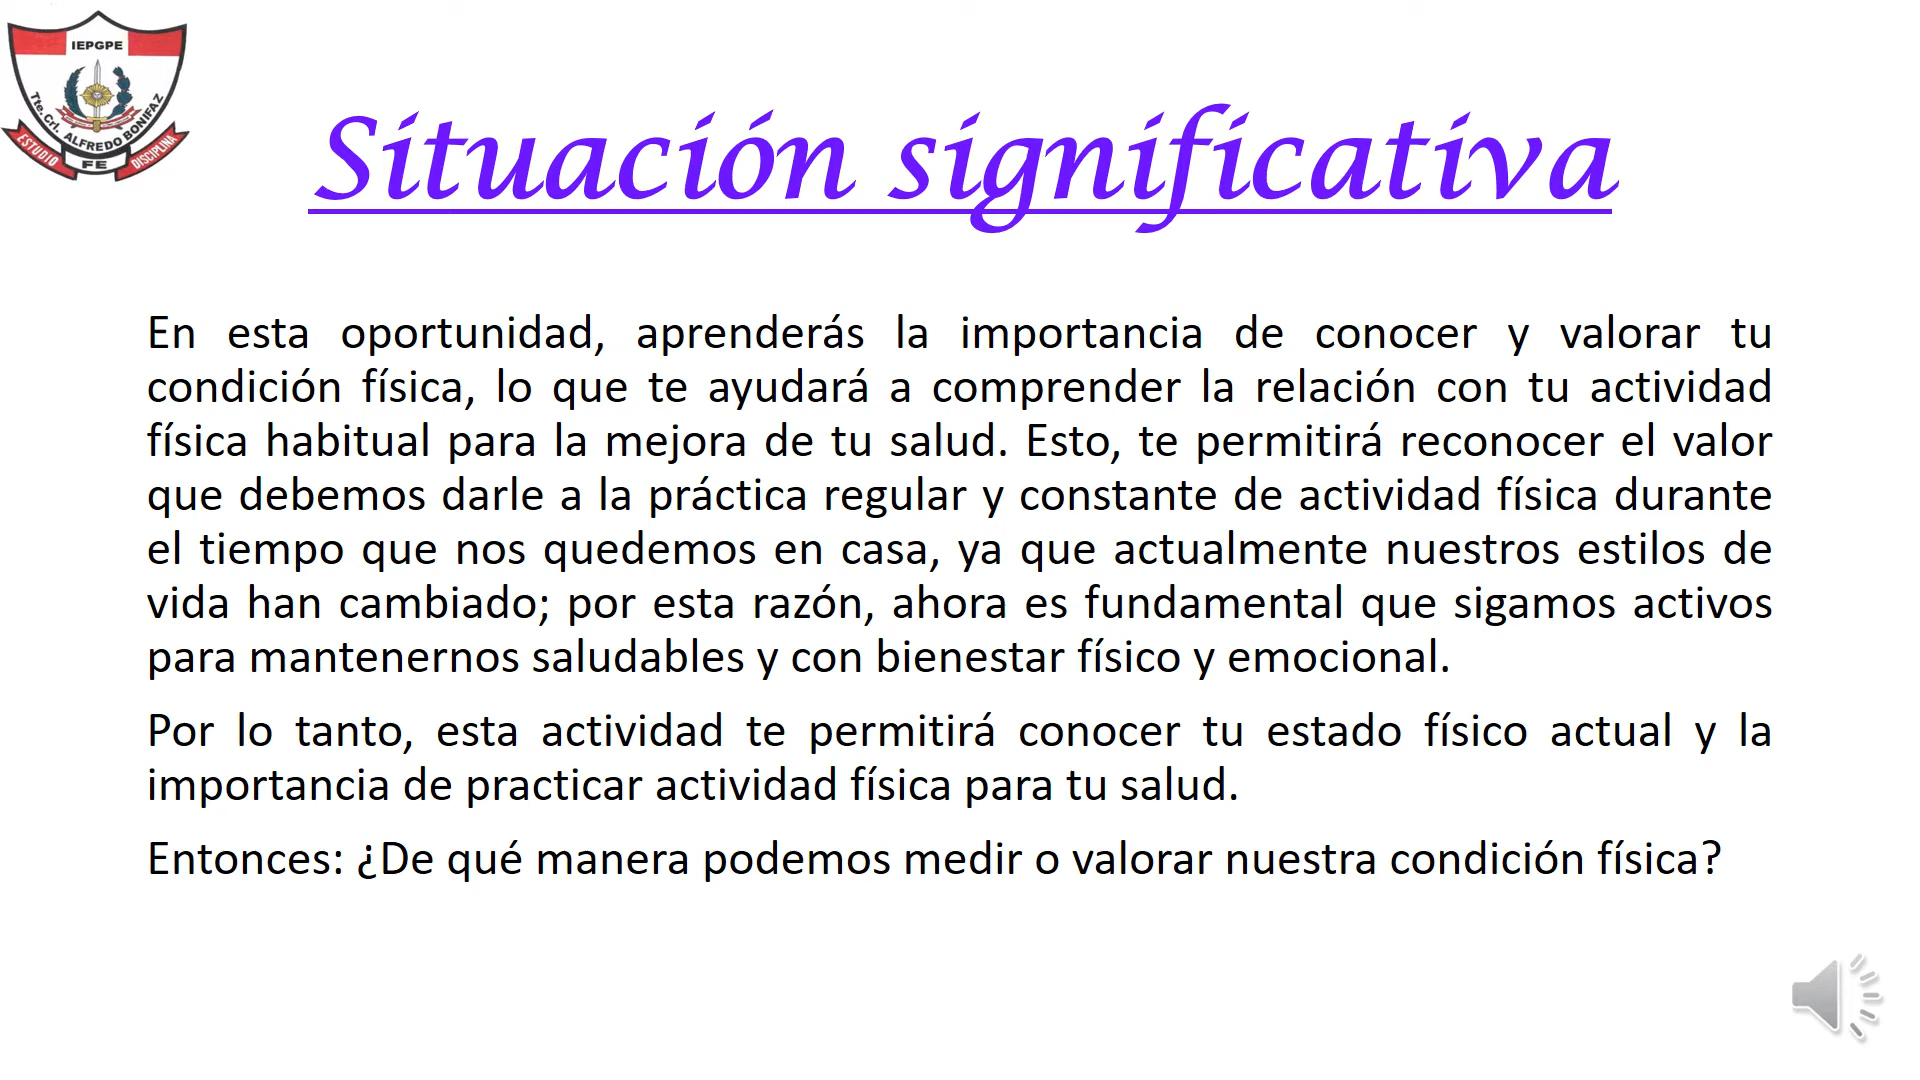 IEPGPE
Tte. Crl. ALFREDO BONIFAZ
ESTUDIO FE DISCIPLINA
Situación significativa
En esta oportunidad, aprenderás la importancia de conocer y valorar tu
condición física, lo que te ayudará a comprender la relación con tu actividad
física habitual para la mejora de tu salud. Esto, te permitirá reconocer el valor
que debemos darle a la práctica regular y constante de actividad física durante
el tiempo que nos quedemos en casa, ya que actualmente nuestros estilos de
vida han cambiado; por esta razón, ahora es fundamental que sigamos activos
para mantenernos saludables y con bienestar físico y emocional.
Por lo tanto, esta actividad te permitirá conocer tu estado físico actual y la
importancia de practicar actividad física para tu salud.
Entonces: ¿De qué manera podemos medir o valorar nuestra condición física?